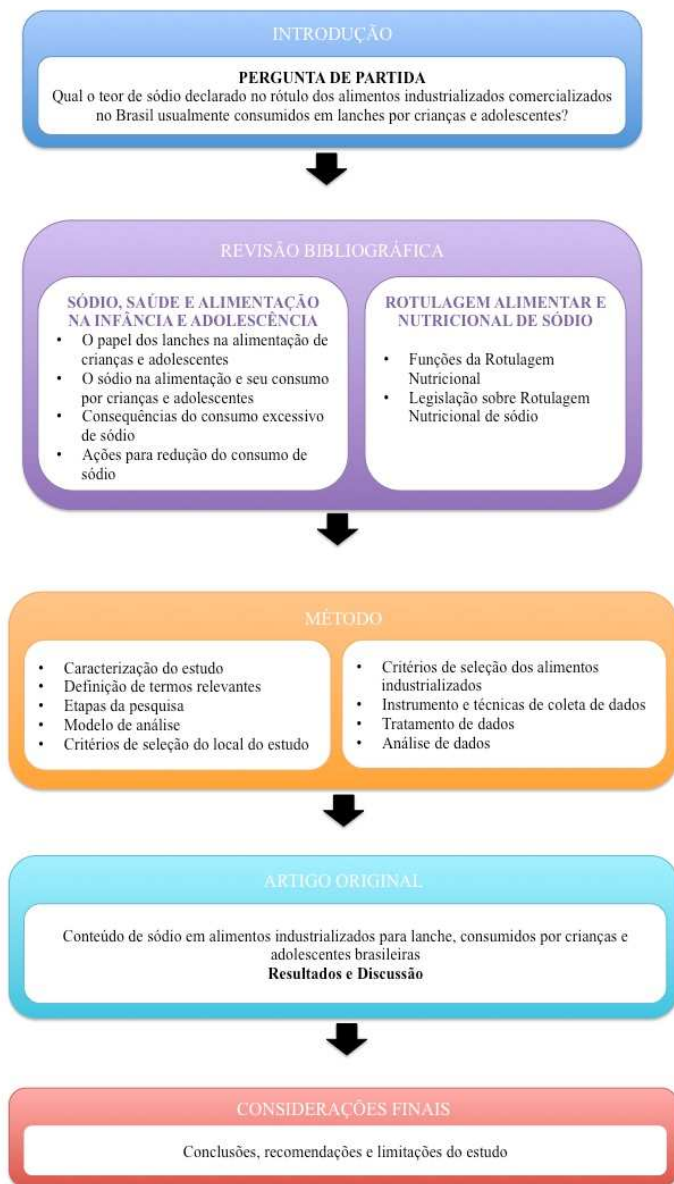 INTRODUÇÃO
PERGUNTA DE PARTIDA
Qual o teor de sódio declarado no rótulo dos alimentos industrializados comercializados
no Brasil usualmente consumidos em lanches por crianças e adolescentes?
REVISÃO BIBLIOGRÁFICA
SÓDIO, SAÚDE E ALIMENTAÇÃO
NA INFÂNCIA E ADOLESCÊNCIA
• O papel dos lanches na alimentação de
crianças e adolescentes
• O sódio na alimentação e seu consumo
por crianças e adolescentes
• Consequências do consumo excessivo
de sódio
• Ações para redução do consumo de
sódio
ROTULAGEM ALIMENTAR E
NUTRICIONAL DE SÓDIO
• Funções da Rotulagem
Nutricional
• Legislação sobre Rotulagem
Nutricional de sódio
MÉTODO
• Caracterização do estudo
• Definição de termos relevantes
• Etapas da pesquisa
• Modelo de análise
• Critérios de seleção do local do estudo
• Critérios de seleção dos alimentos
industrializados
• Instrumento e técnicas de coleta de dados
• Tratamento de dados
• Análise de dados
ARTIGO ORIGINAL
Conteúdo de sódio em alimentos industrializados para lanche, consumidos por crianças e
adolescentes brasileiras
Resultados e Discussão
CONSIDERAÇÕES FINAIS
Conclusões, recomendações e limitações do estudo